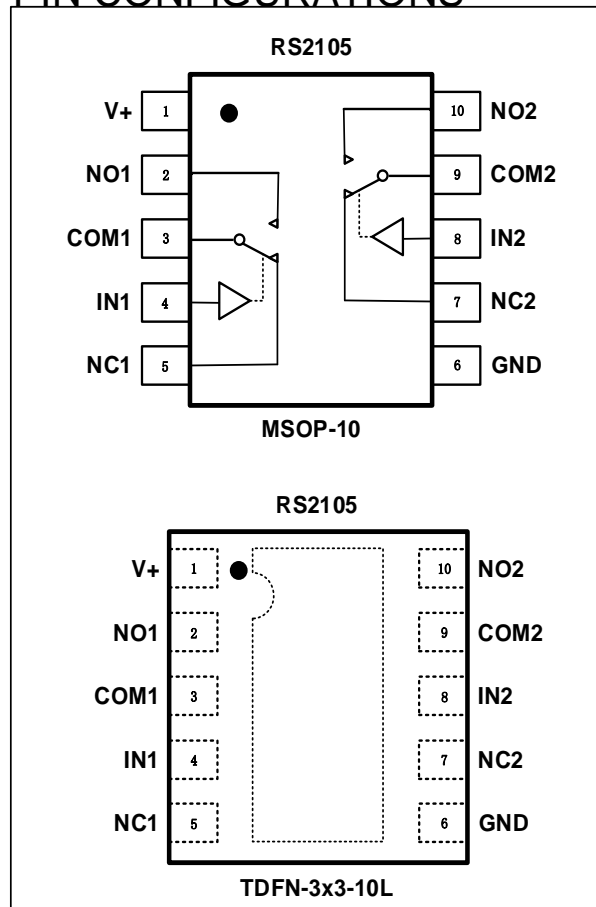 PIN CONFIGURATIONS
RS2105
V+ 1 10 NO2
NO1 2 9 COM2
COM1 3 8 IN2
IN1 4 7 NC2
NC1 5 6 GND
MSOP-10
RS2105
V+ 1 10 NO2
NO1 2 9 COM2
COM1 3 8 IN2
IN1 4 7 NC2
NC1 5 6 GND
TDFN-3x3-10L